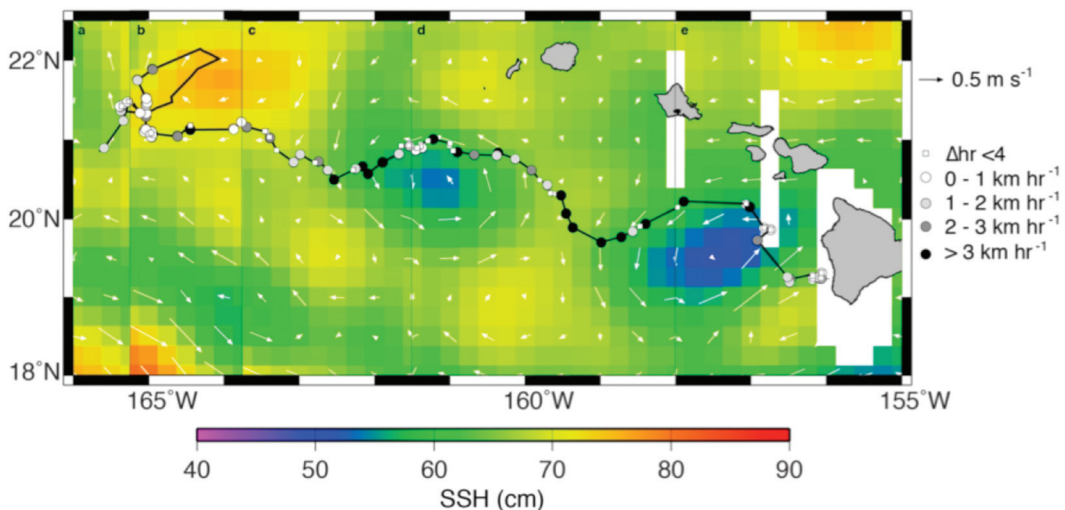 a b c d e
22°N
20°N
18°N
165°W 160°W 155°W
0.5 m s⁻¹
Δhr <4
0 - 1 km hr⁻¹
1 - 2 km hr⁻¹
2 - 3 km hr⁻¹
> 3 km hr⁻¹
40 50 60 70 80 90
SSH (cm)